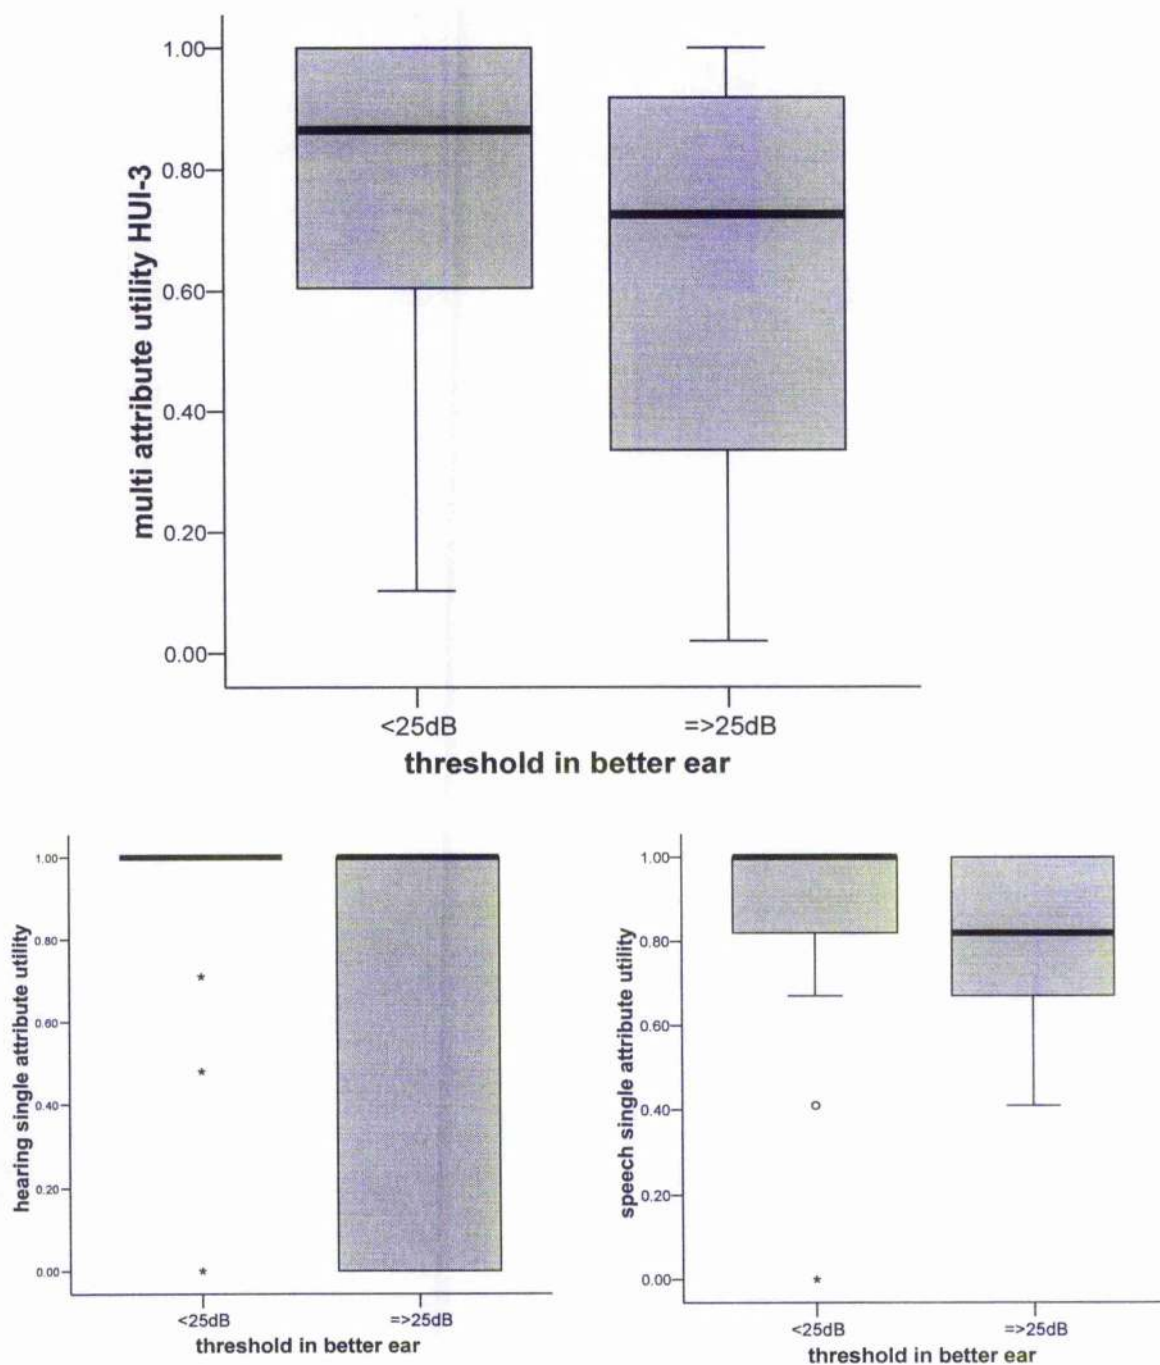 1.00
0.80
0.60
0.40
0.20
0.00
multi attribute utility HUI-3
<25dB
=>25dB
threshold in better ear
1.00
0.80
0.60
0.40
0.20
0.00
hearing single attribute utility
*
*
*
<25dB
=>25dB
threshold in better ear
1.00
0.80
0.60
0.40
0.20
0.00
speech single attribute utility
*
<25dB
=>25dB
threshold in better ear